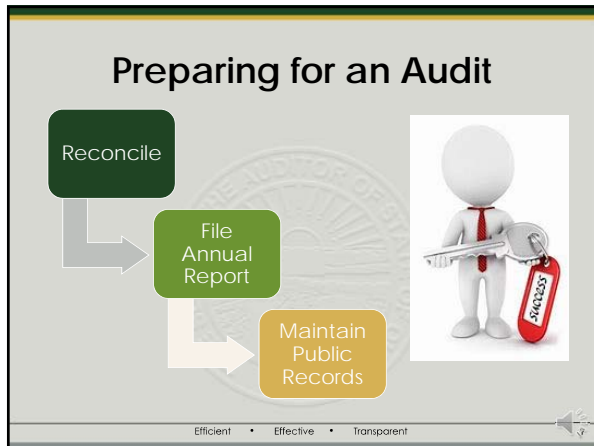 Preparing for an Audit
Reconcile
File
Annual
Report
Maintain
Public
Records
SUCCESS
Efficient • Effective • Transparent